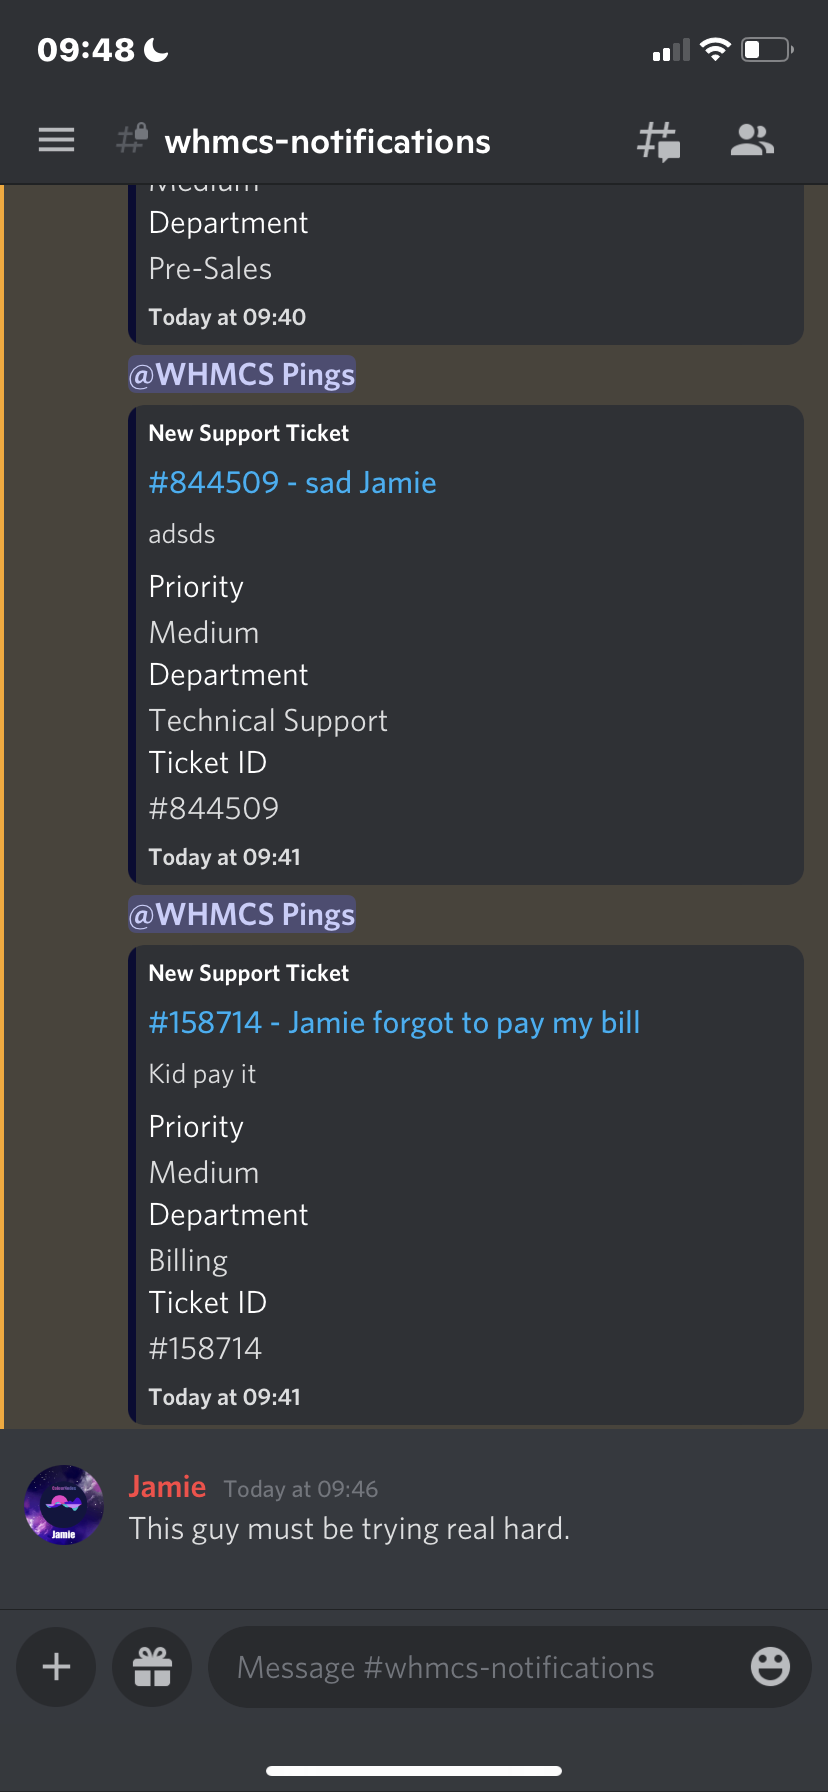 09:48
whmcs-notifications
Medium
Department
Pre-Sales
Today at 09:40
@WHMCS Pings
New Support Ticket
#844509 - sad Jamie
adsds
Priority
Medium
Department
Technical Support
Ticket ID
#844509
Today at 09:41
@WHMCS Pings
New Support Ticket
#158714 - Jamie forgot to pay my bill
Kid pay it
Priority
Medium
Department
Billing
Ticket ID
#158714
Today at 09:41
Jamie Today at 09:46
This guy must be trying real hard.
Jamie
Message #whmcs-notifications